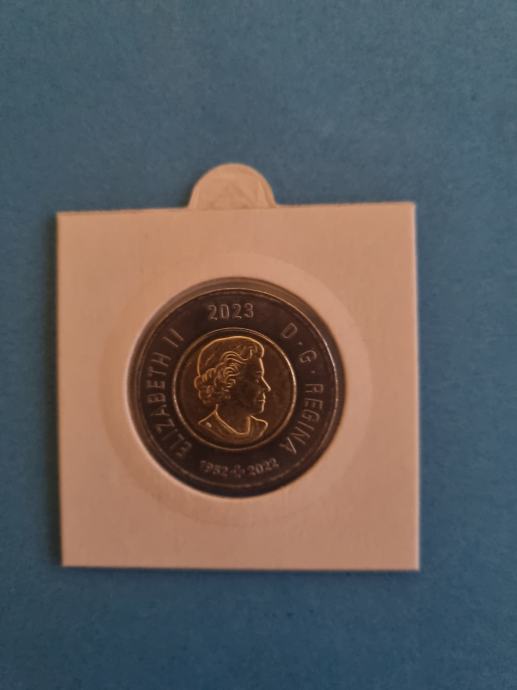 ELIZABETH II
2023
D·G·REGINA
1952 2022